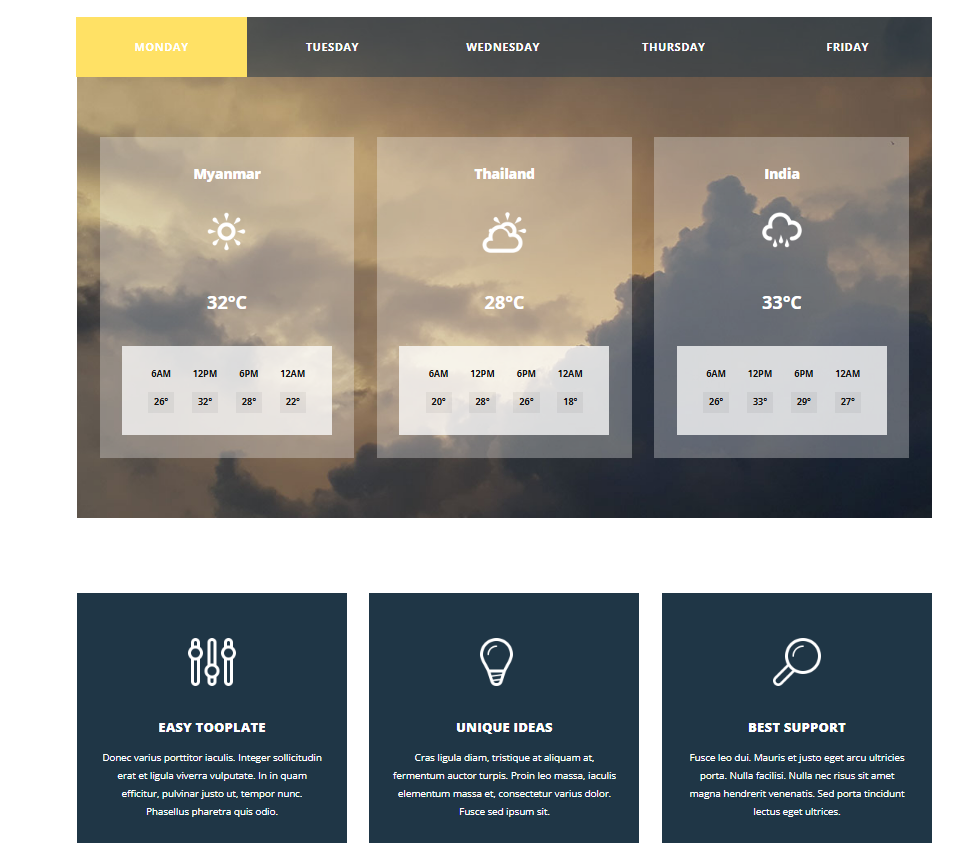 MONDAY TUESDAY WEDNESDAY THURSDAY FRIDAY
Myanmar
32°C
6AM 12PM 6PM 12AM
26° 32° 28° 22°
Thailand
28°C
6AM 12PM 6PM 12AM
20° 28° 26° 18°
India
33°C
6AM 12PM 6PM 12AM
26° 33° 29° 27°
EASY TOOPLATE
Donec varius porttitor iaculis. Integer sollicitudin
erat et ligula viverra vulputate. In in quam
efficitur, pulvinar justo ut, tempor nunc.
Phasellus pharetra quis odio.
UNIQUE IDEAS
Cras ligula diam, tristique at aliquam at,
fermentum auctor turpis. Proin leo massa, iaculis
elementum massa et, consectetur varius dolor.
Fusce sed ipsum sit.
BEST SUPPORT
Fusce leo dui. Mauris et justo eget arcu ultricies
porta. Nulla facilisi. Nulla nec risus sit amet
magna hendrerit venenatis. Sed porta tincidunt
lectus eget ultrices.